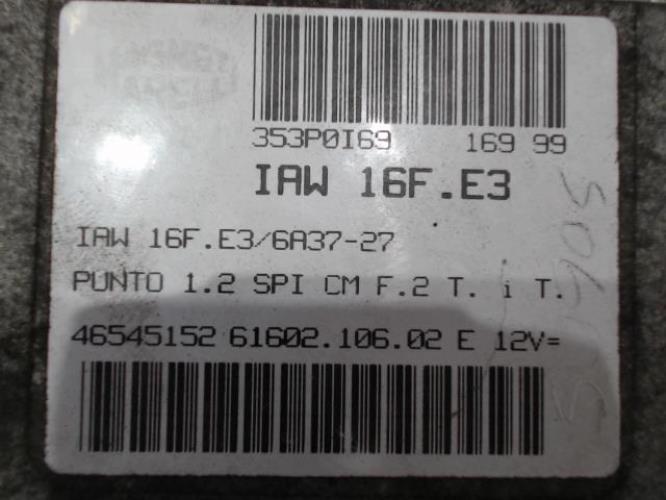 353P0I69 169 99
IAW 16F.E3
IAW 16F.E3/6A37-27
PUNTO 1.2 SPI CM F.2 T. i T.
46545152 61602.106.02 E 12V=